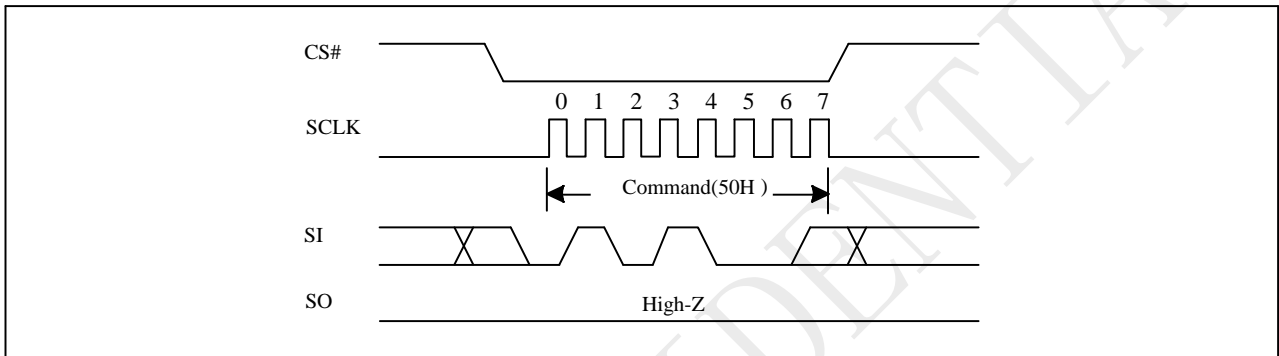 CS#
0 1 2 3 4 5 6 7
SCLK
Command(50H )
SI
SO
High-Z